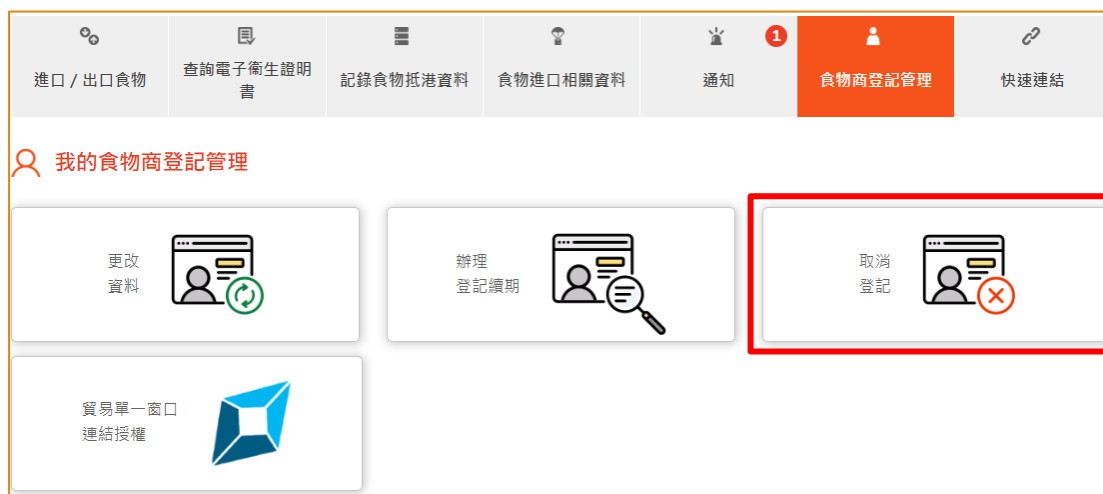 進口 / 出口食物
查詢電子衞生證明
書
記錄食物抵港資料
食物進口相關資料
1
通知
食物商登記管理
快速連結
我的食物商登記管理
更改
資料
辦理
登記續期
取消
登記
貿易單一窗口
連結授權